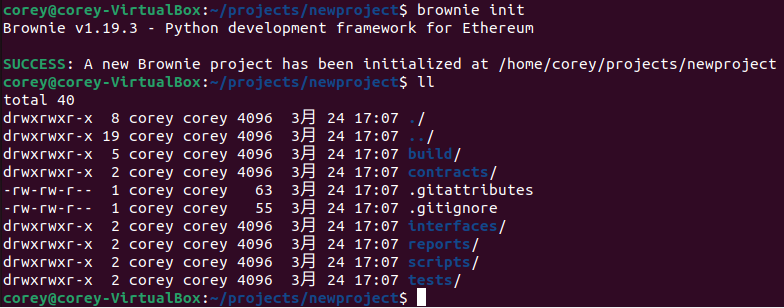 corey@corey-VirtualBox:~/projects/newproject$ brownie init
Brownie v1.19.3 - Python development framework for Ethereum
SUCCESS: A new Brownie project has been initialized at /home/corey/projects/newproject
corey@corey-VirtualBox:~/projects/newproject$ ll
total 40
drwxrwxr-x  8 corey corey 4096  3月 24 17:07 ./
drwxrwxr-x 19 corey corey 4096  3月 24 17:07 ../
drwxrwxr-x  5 corey corey 4096  3月 24 17:07 build/
drwxrwxr-x  2 corey corey 4096  3月 24 17:07 contracts/
-rw-rw-r--  1 corey corey   63  3月 24 17:07 .gitattributes
-rw-rw-r--  1 corey corey   55  3月 24 17:07 .gitignore
drwxrwxr-x  2 corey corey 4096  3月 24 17:07 interfaces/
drwxrwxr-x  2 corey corey 4096  3月 24 17:07 reports/
drwxrwxr-x  2 corey corey 4096  3月 24 17:07 scripts/
drwxrwxr-x  2 corey corey 4096  3月 24 17:07 tests/
corey@corey-VirtualBox:~/projects/newproject$